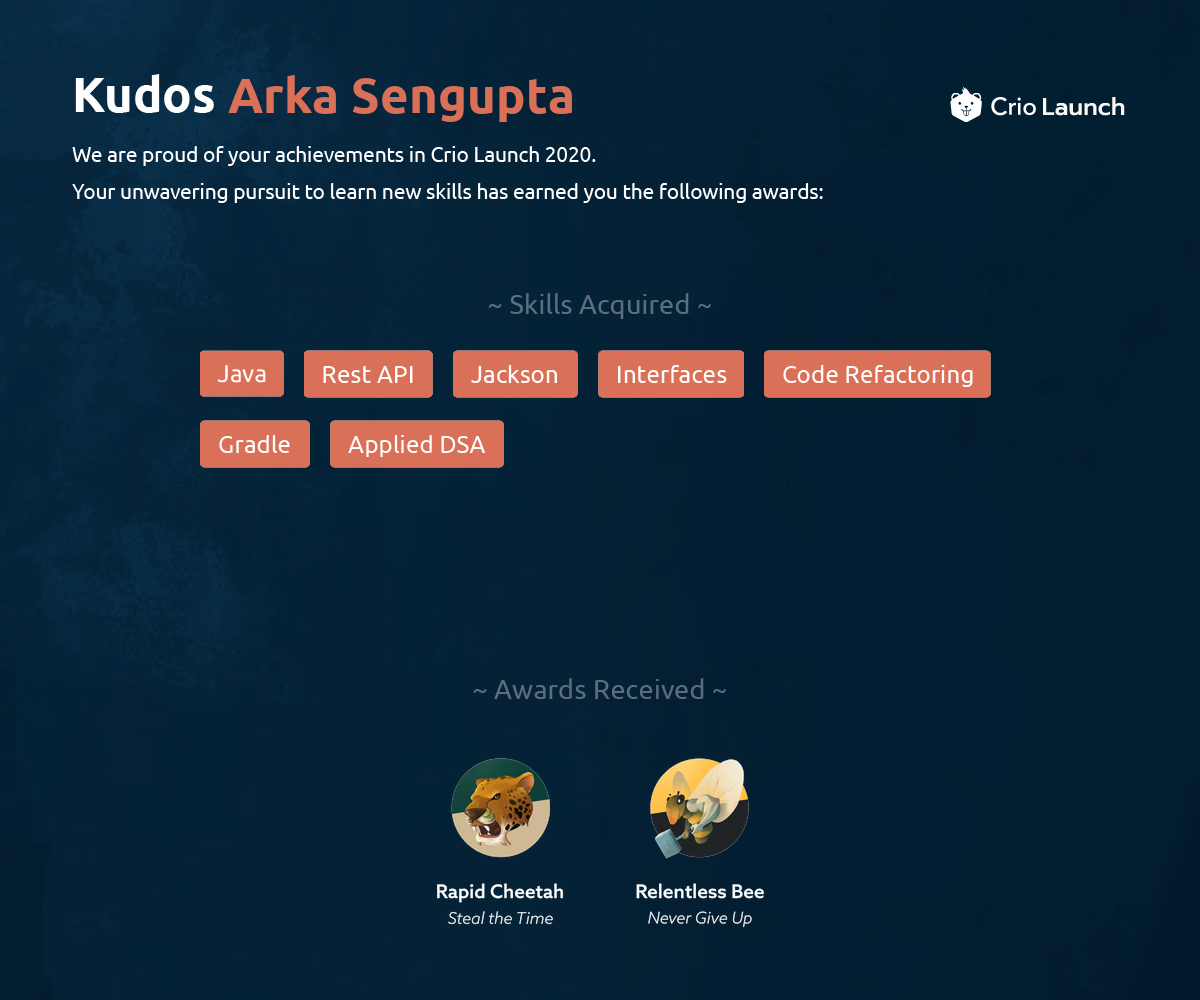 Kudos Arka Sengupta
Crio Launch
We are proud of your achievements in Crio Launch 2020.
Your unwavering pursuit to learn new skills has earned you the following awards:
~ Skills Acquired ~
Java Rest API Jackson Interfaces Code Refactoring
Gradle Applied DSA
~ Awards Received ~
Rapid Cheetah Relentless Bee
Steal the Time Never Give Up